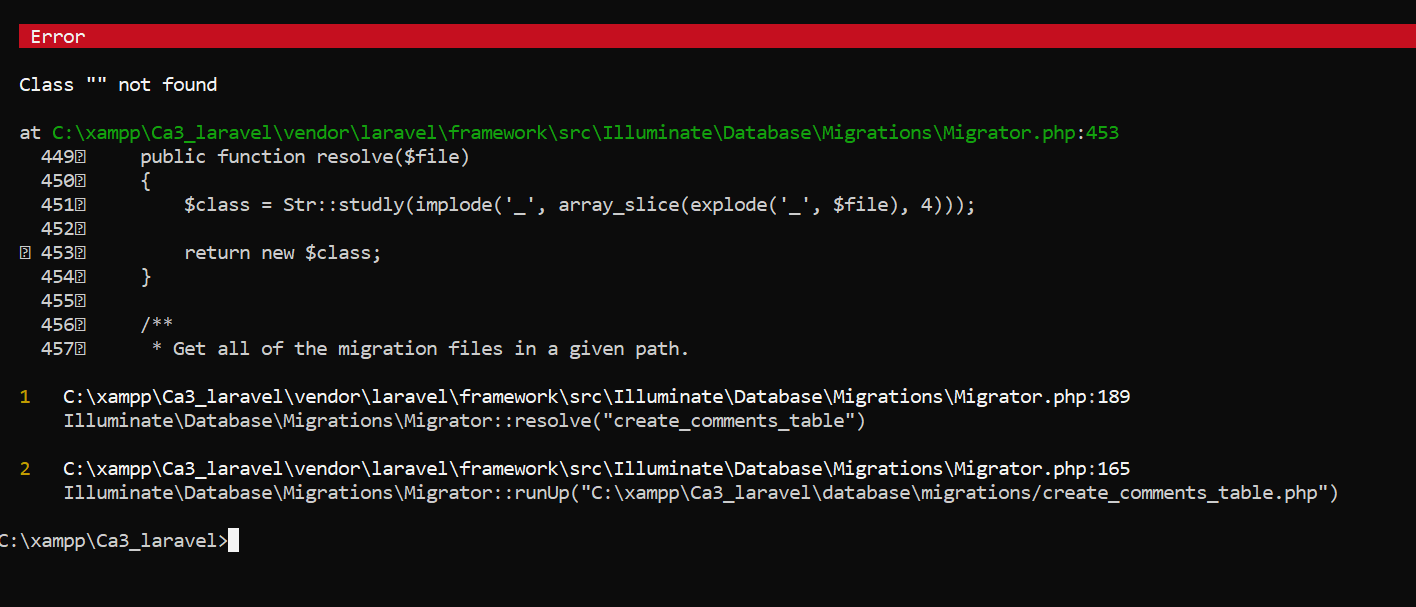 Error
Class "" not found
at C:\xampp\Ca3_laravel\vendor\laravel\framework\src\Illuminate\Database\Migrations\Migrator.php:453
449⍰     public function resolve($file)
450⍰     {
451⍰         $class = Str::studly(implode('_', array_slice(explode('_', $file), 4)));
452⍰
⍰ 453⍰         return new $class;
454⍰     }
455⍰
456⍰     /**
457⍰      * Get all of the migration files in a given path.
1   C:\xampp\Ca3_laravel\vendor\laravel\framework\src\Illuminate\Database\Migrations\Migrator.php:189
Illuminate\Database\Migrations\Migrator::resolve("create_comments_table")
2   C:\xampp\Ca3_laravel\vendor\laravel\framework\src\Illuminate\Database\Migrations\Migrator.php:165
Illuminate\Database\Migrations\Migrator::runUp("C:\xampp\Ca3_laravel\database\migrations/create_comments_table.php")
C:\xampp\Ca3_laravel>